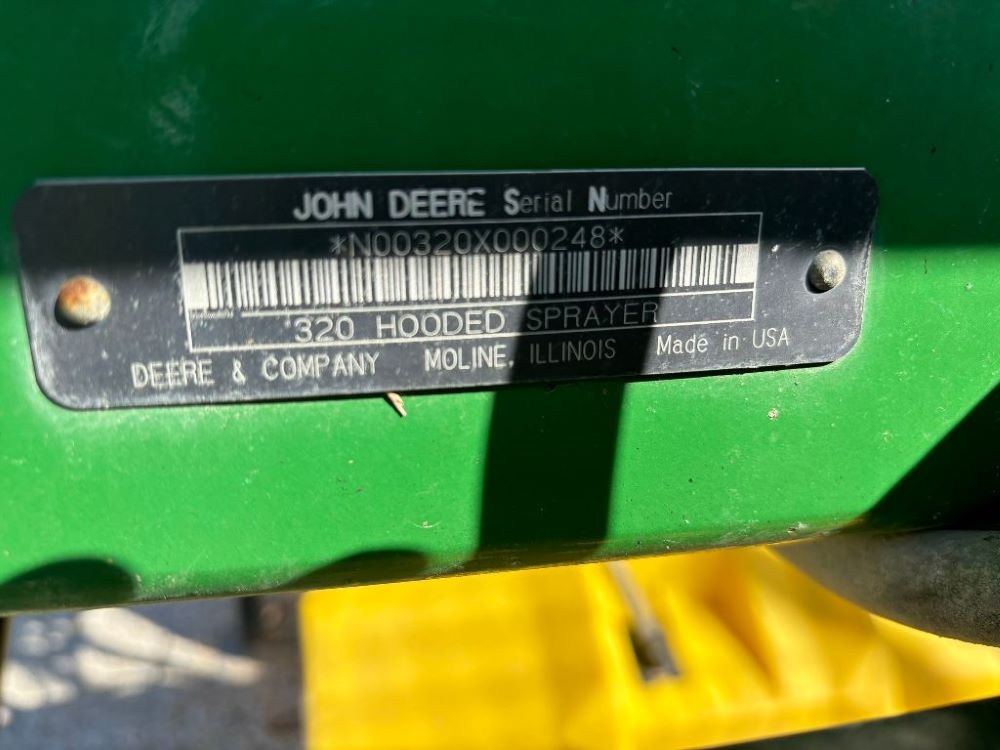 JOHN DEERE Serial Number
*N00320X000248*
320 HOODED SPRAYER
DEERE & COMPANY MOLINE, ILLINOIS Made in USA